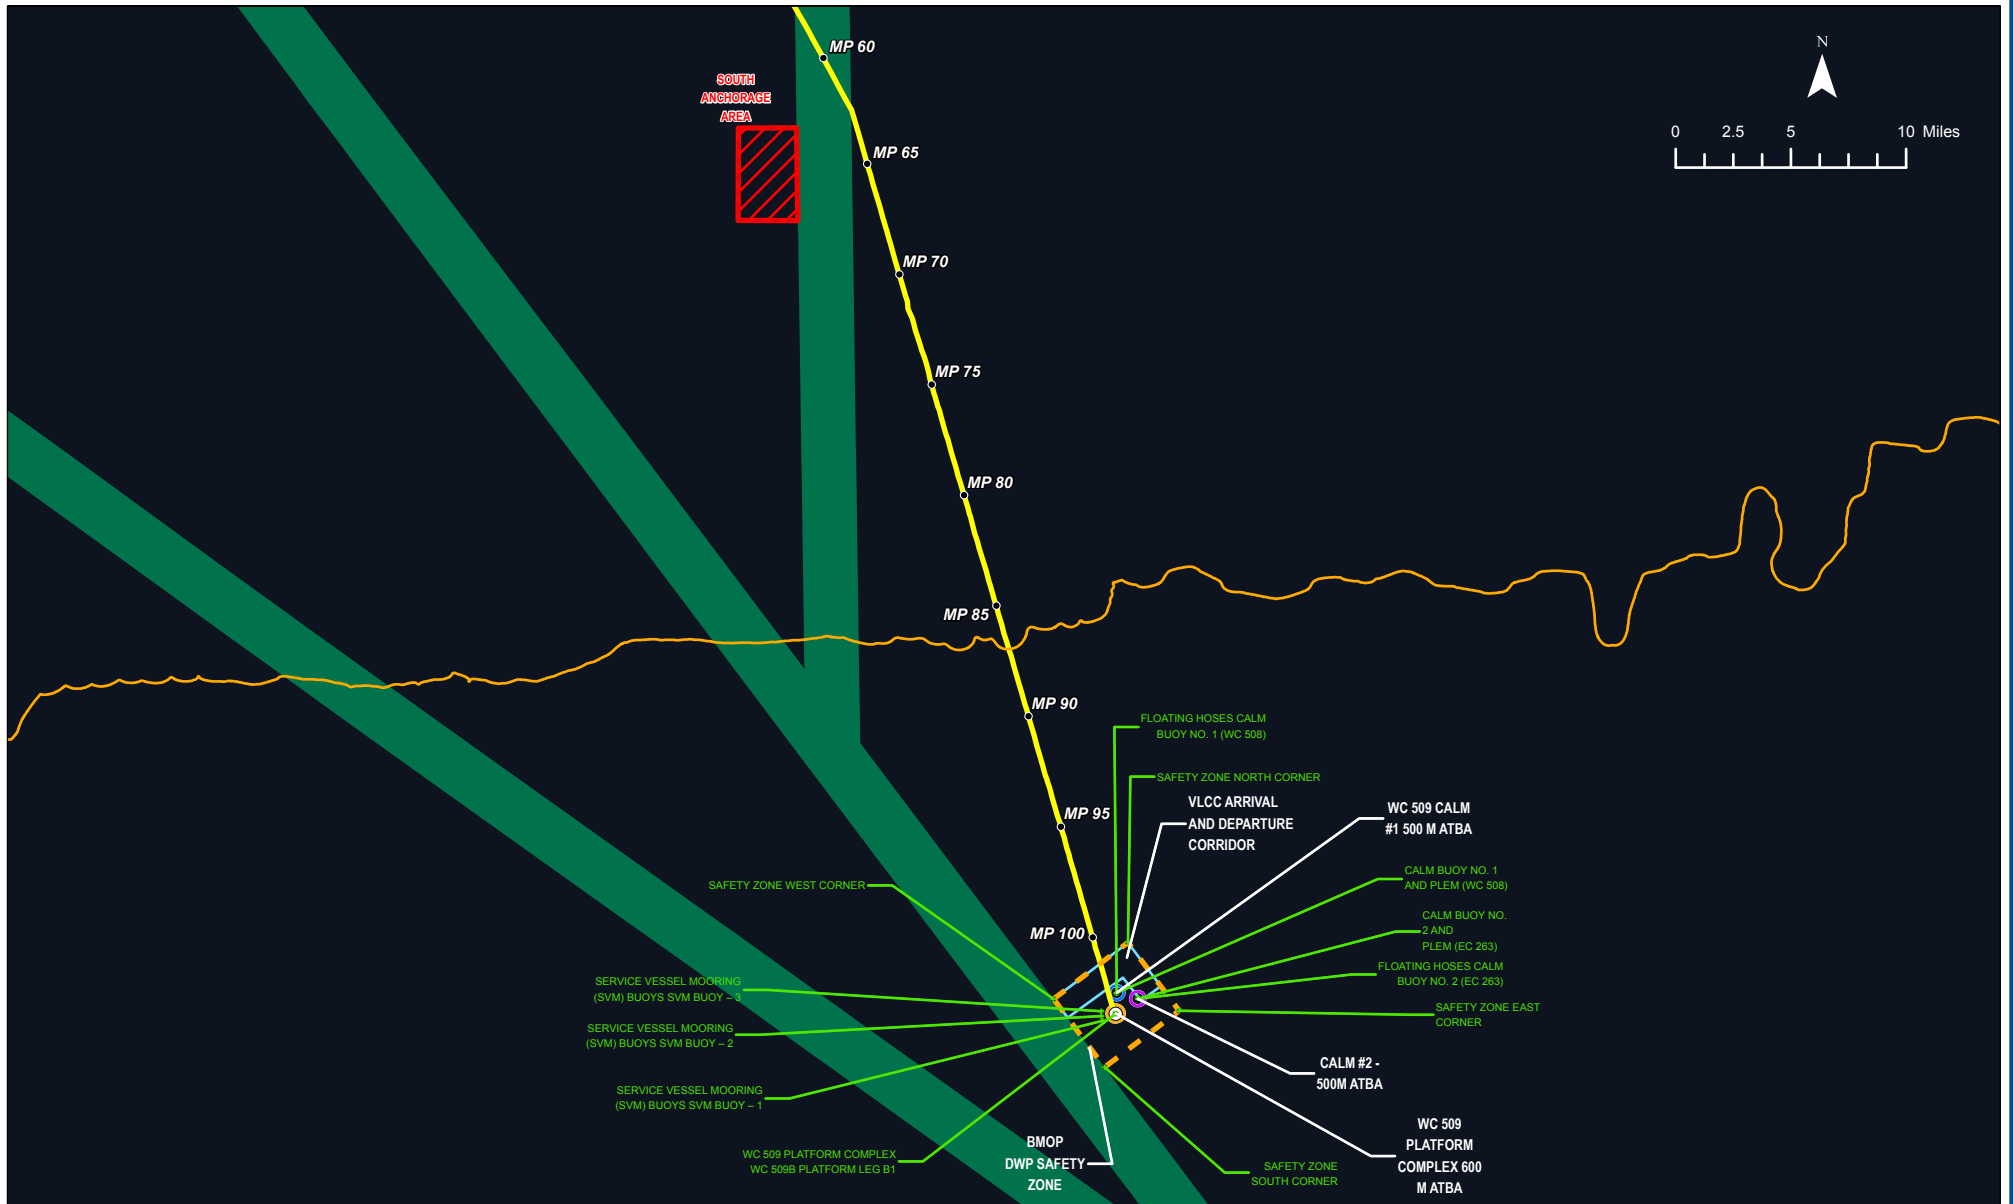 MP 60
SOUTH
ANCHORAGE
AREA
N
0 2.5 5 10 Miles
MP 65
MP 70
MP 75
MP 80
MP 85
MP 90
FLOATING HOSES CALM
BUOY NO. 1 (WC 508)
SAFETY ZONE NORTH CORNER
VLCC ARRIVAL
AND DEPARTURE
CORRIDOR
WC 509 CALM
#1 500 M ATBA
MP 95
SAFETY ZONE WEST CORNER
CALM BUOY NO. 1
AND PLEM (WC 508)
CALM BUOY NO.
2 AND
PLEM (EC 263)
MP 100
FLOATING HOSES CALM
BUOY NO. 2 (EC 263)
SERVICE VESSEL MOORING
(SVM) BUOYS SVM BUOY – 3
SAFETY ZONE EAST
CORNER
SERVICE VESSEL MOORING
(SVM) BUOYS SVM BUOY – 2
CALM #2 -
500M ATBA
SERVICE VESSEL MOORING
(SVM) BUOYS SVM BUOY – 1
WC 509 PLATFORM COMPLEX
WC 509B PLATFORM LEG B1
BMOP
DWP SAFETY
ZONE
SAFETY ZONE
SOUTH CORNER
WC 509
PLATFORM
COMPLEX 600
M ATBA